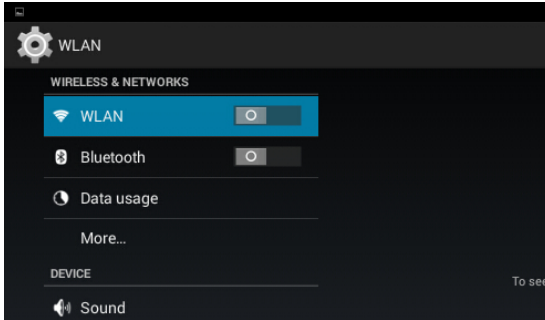 WLAN
WIRELESS & NETWORKS
WLAN
Bluetooth
Data usage
More...
DEVICE
To see
Sound